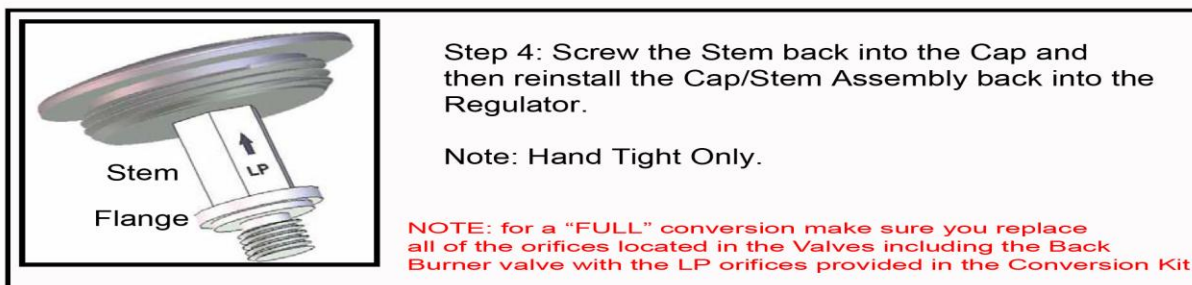 Step 4: Screw the Stem back into the Cap and
then reinstall the Cap/Stem Assembly back into the
Regulator.
Note: Hand Tight Only.
LP
Stem
Flange
NOTE: for a “FULL” conversion make sure you replace
all of the orifices located in the Valves including the Back
Burner valve with the LP orifices provided in the Conversion Kit